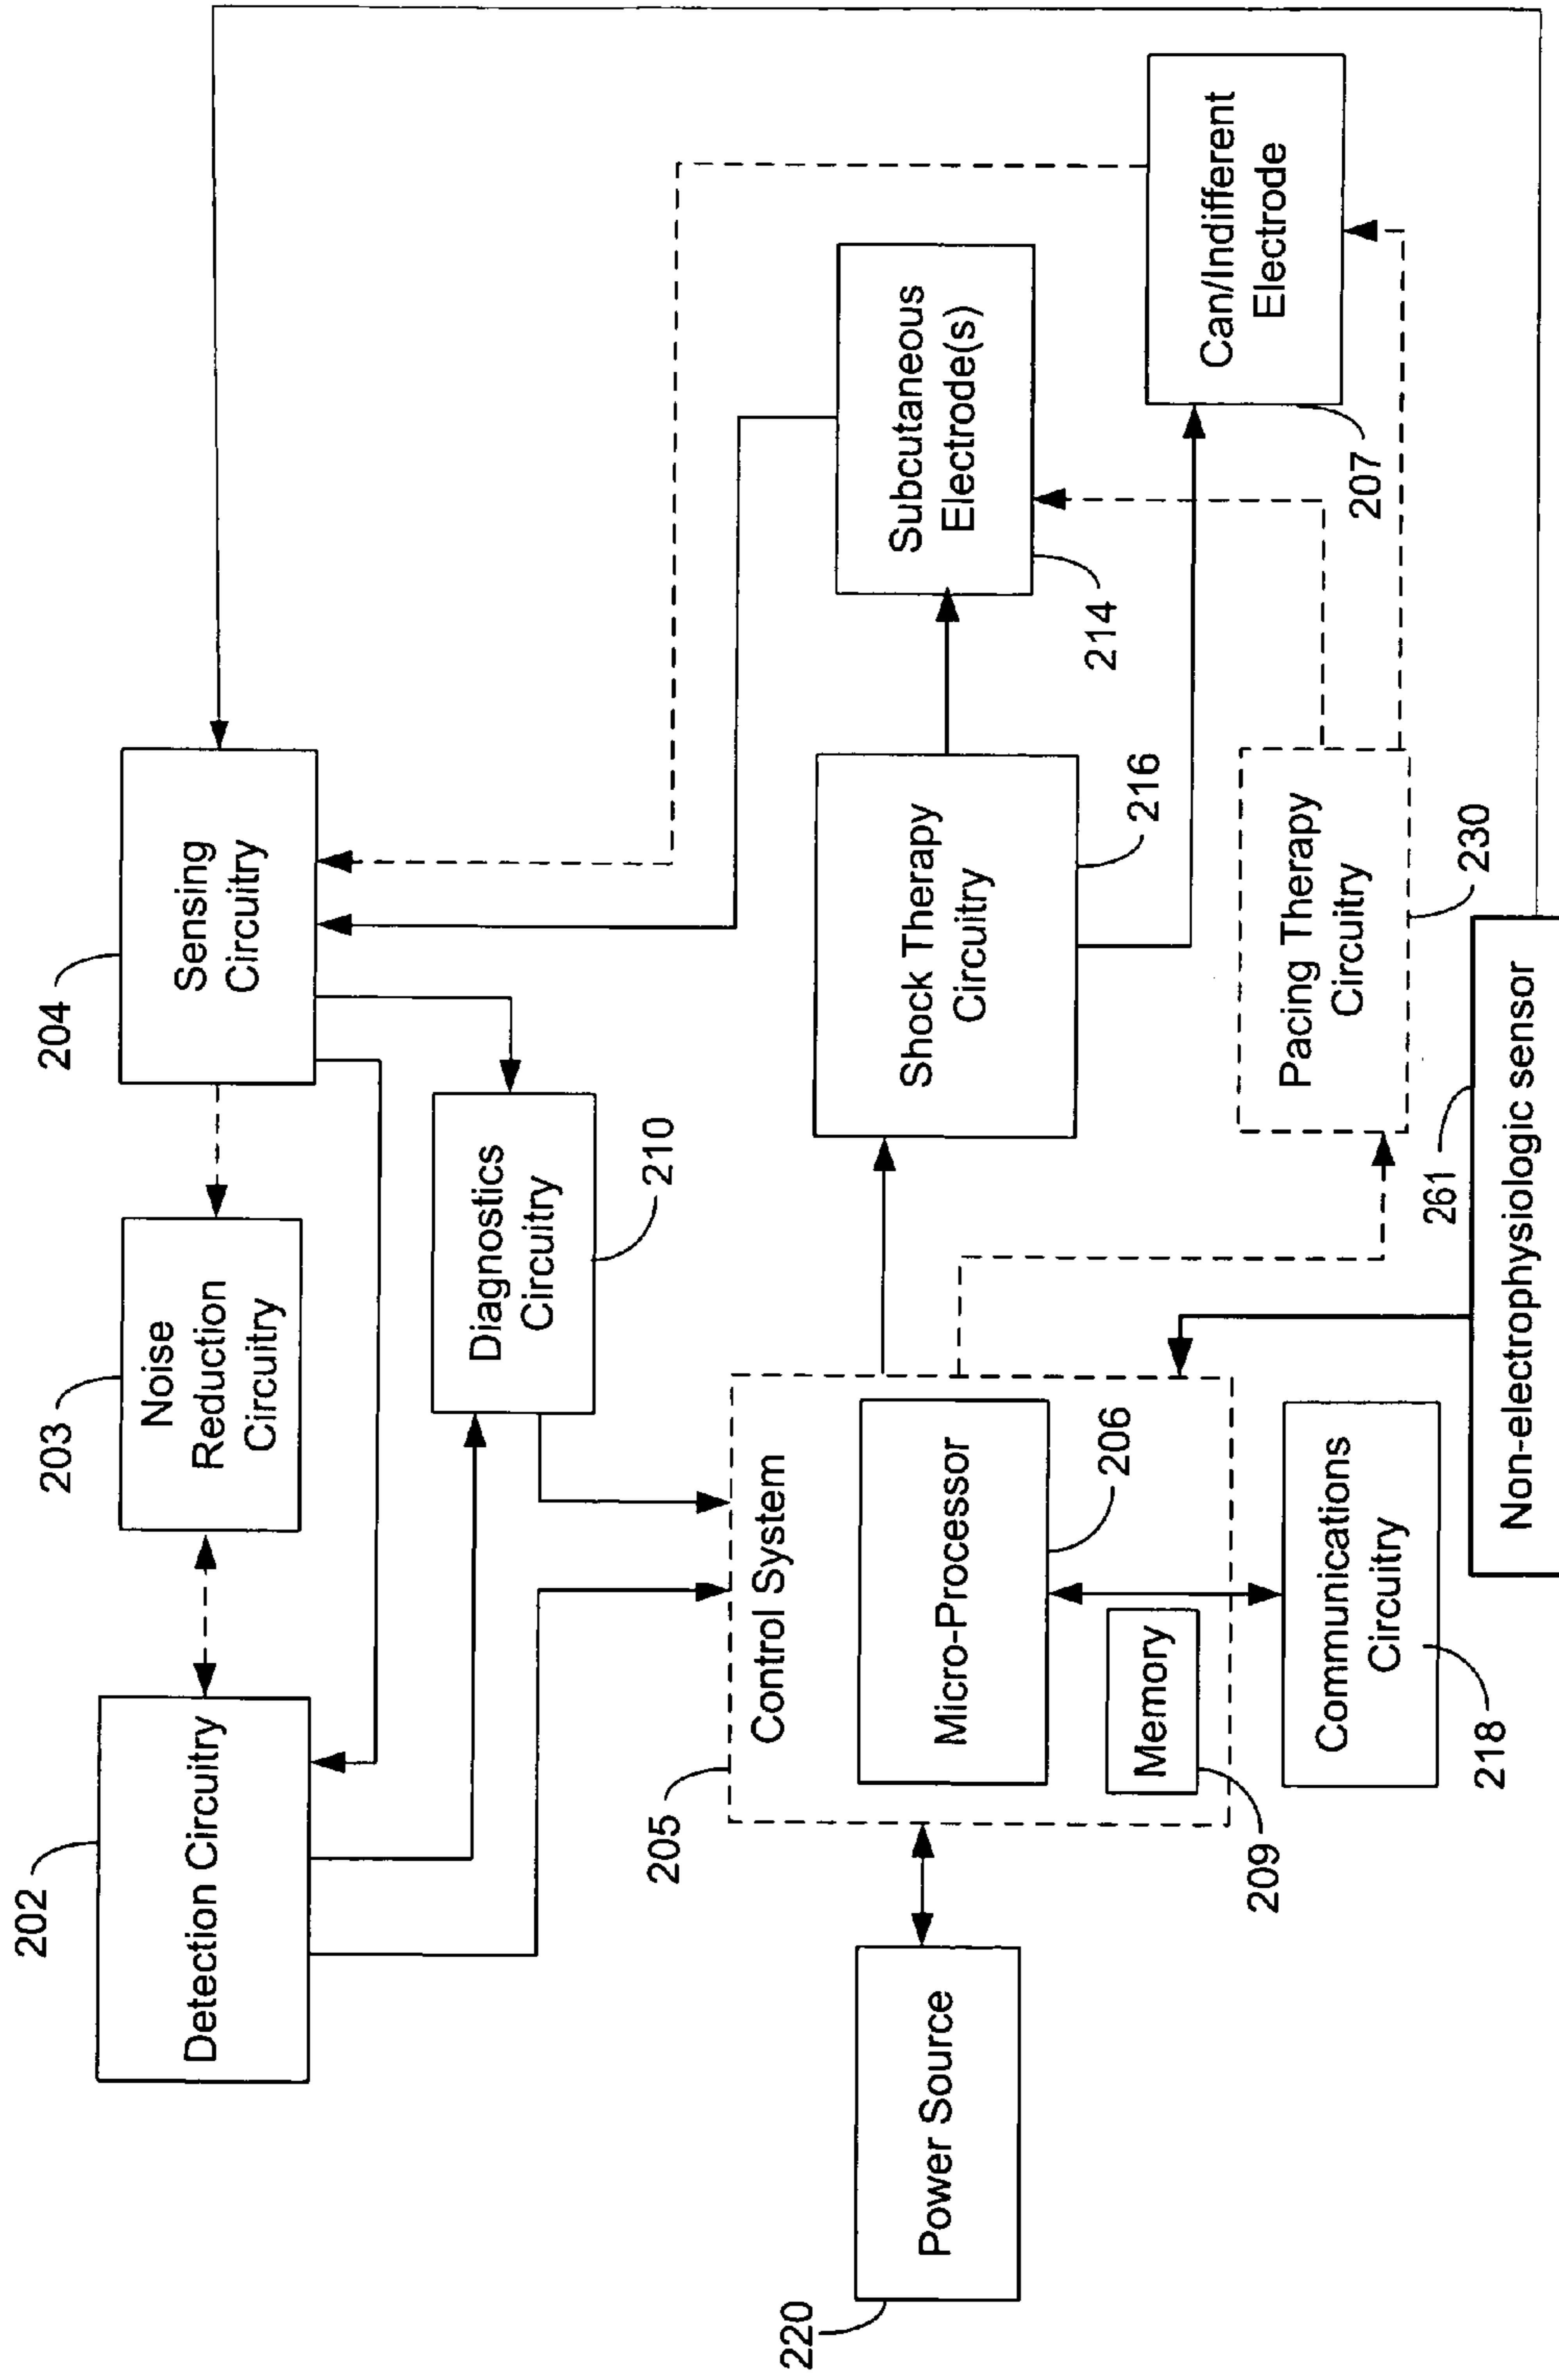 202
Detection Circuitry
203
Noise
Reduction
Circuitry
204
Sensing
Circuitry
Diagnostics
Circuitry
210
205
Control System
Micro-Processor
206
Memory
209
220
Power Source
Communications
Circuitry
218
Shock Therapy
Circuitry
216
Subcutaneous
Electrode(s)
214
Can/Indifferent
Electrode
207
Pacing Therapy
Circuitry
230
261
Non-electrophysiologic sensor